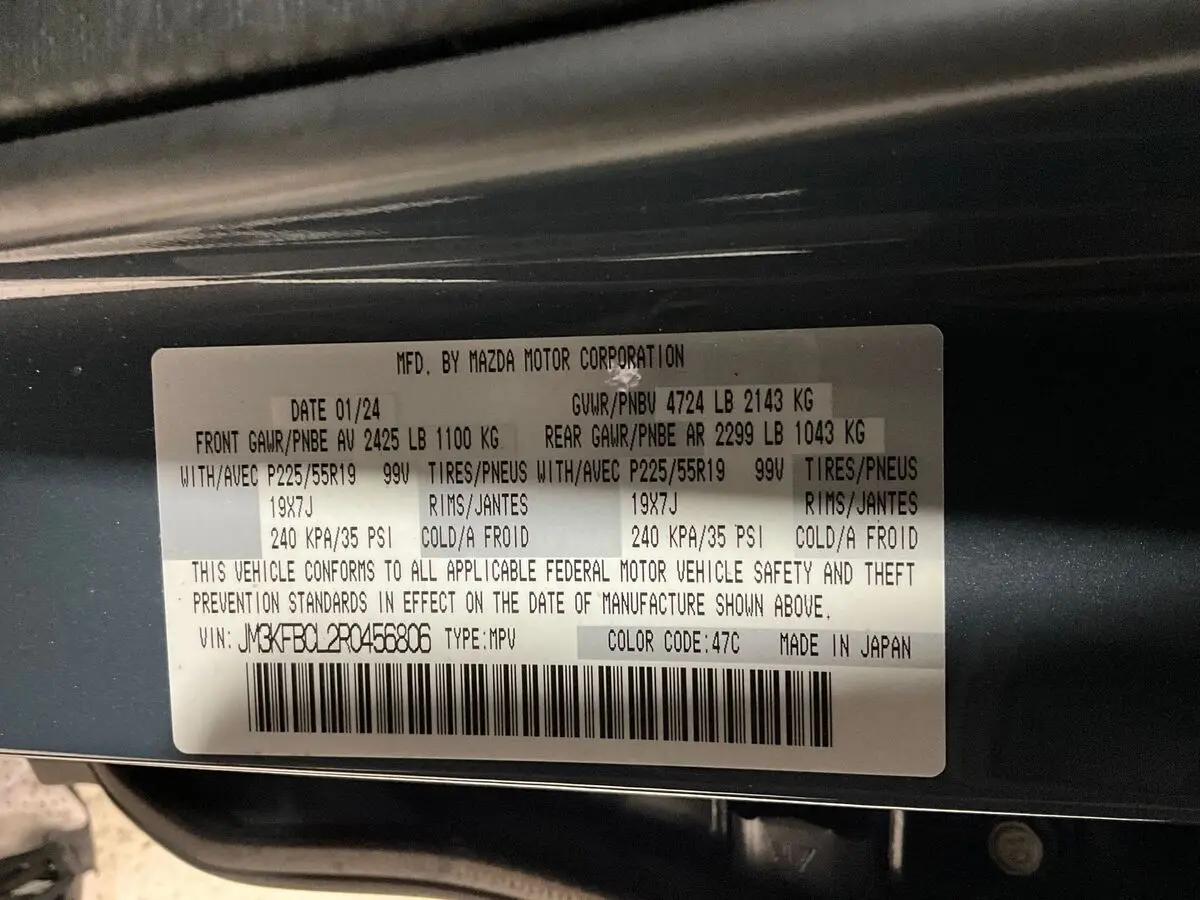 MFD. BY MAZDA MOTOR CORPORATION
DATE 01/24 GVWR/PNBV 4724 LB 2143 KG
FRONT GAWR/PNBE AV 2425 LB 1100 KG REAR GAWR/PNBE AR 2299 LB 1043 KG
WITH/AVEC P225/55R19 99V TIRES/PNEUS WITH/AVEC P225/55R19 99V TIRES/PNEUS
19X7J RIMS/JANTES 19X7J RIMS/JANTES
240 KPA/35 PSI COLD/A FROID 240 KPA/35 PSI COLD/A FROID
THIS VEHICLE CONFORMS TO ALL APPLICABLE FEDERAL MOTOR VEHICLE SAFETY AND THEFT
PREVENTION STANDARDS IN EFFECT ON THE DATE OF MANUFACTURE SHOWN ABOVE.
VIN: JM3KFBCL2R0456806 TYPE:MPV COLOR CODE:47C MADE IN JAPAN